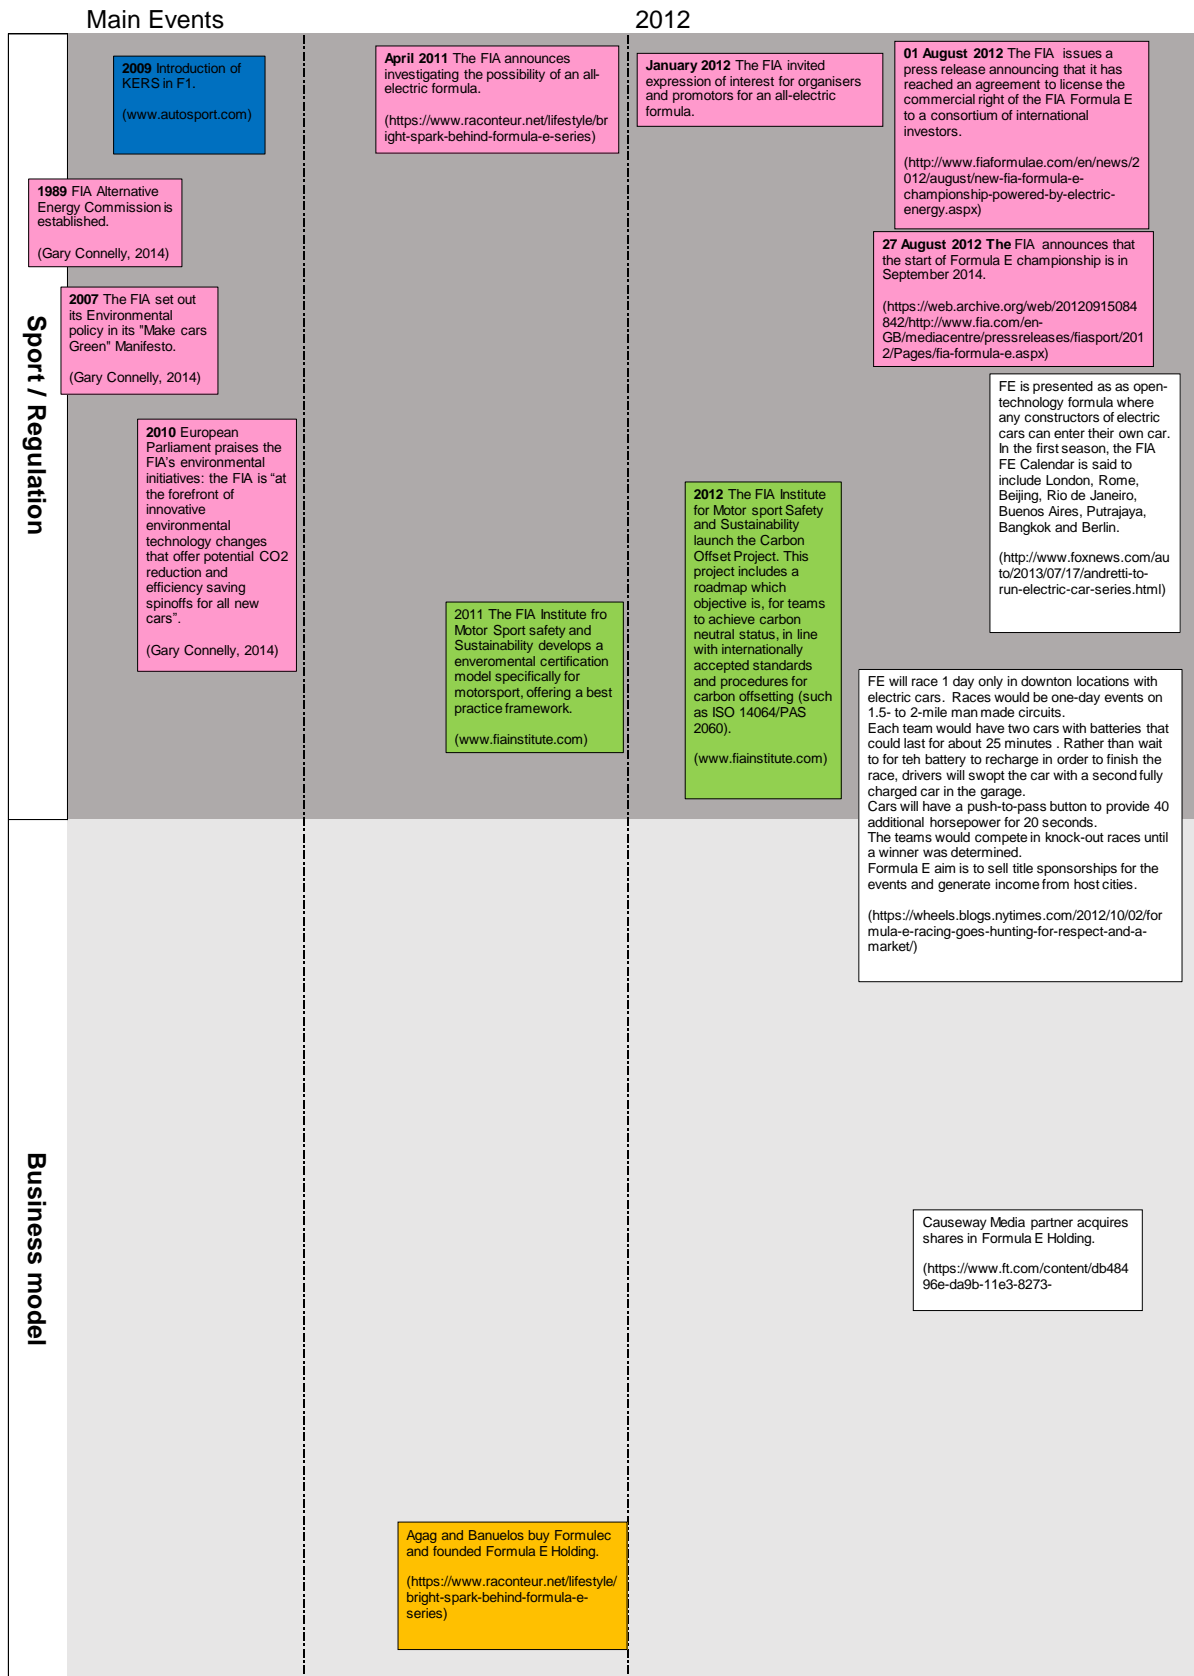 Main Events
2012
Sport / Regulation
2009 Introduction of
KERS in F1.
(www.autosport.com)
1989 FIA Alternative
Energy Commission is
established.
(Gary Connelly, 2014)
2007 The FIA set out
its Environmental
policy in its "Make cars
Green" Manifesto.
(Gary Connelly, 2014)
2010 European
Parliament praises the
FIA's environmental
initiatives: the FIA is “at
the forefront of
innovative
environmental
technology changes
that offer potential CO2
reduction and
efficiency saving
spinoffs for all new
cars”.
(Gary Connelly, 2014)
April 2011 The FIA announces
investigating the possibility of an all-
electric formula.
(https://www.raconteur.net/lifestyle/br
ight-spark-behind-formula-e-series)
2011 The FIA Institute fro
Motor Sport safety and
Sustainability develops a
enveromental certification
model specifically for
motorsport, offering a best
practice framework.
(www.fiainstitute.com)
January 2012 The FIA invited
expression of interest for organisers
and promotors for an all-electric
formula.
2012 The FIA Institute
for Motor sport Safety
and Sustainability
launch the Carbon
Offset Project. This
project includes a
roadmap which
objective is, for teams
to achieve carbon
neutral status, in line
with internationally
accepted standards
and procedures for
carbon offsetting (such
as ISO 14064/PAS
2060).
(www.fiainstitute.com)
01 August 2012 The FIA issues a
press release announcing that it has
reached an agreement to license the
commercial right of the FIA Formula E
to a consortium of international
investors.
(http://www.fiaformulae.com/en/news/2
012/august/new-fia-formula-e-
championship-powered-by-electric-
energy.aspx)
27 August 2012 The FIA announces that
the start of Formula E championship is in
September 2014.
(https://web.archive.org/web/20120915084
842/http://www.fia.com/en-
GB/mediacentre/pressreleases/fiasport/201
2/Pages/fia-formula-e.aspx)
FE is presented as as open-
technology formula where
any constructors of electric
cars can enter their own car.
In the first season, the FIA
FE Calendar is said to
include London, Rome,
Beijing, Rio de Janeiro,
Buenos Aires, Putrajaya,
Bangkok and Berlin.
(http://www.foxnews.com/au
to/2013/07/17/andretti-to-
run-electric-car-series.html)
FE will race 1 day only in downton locations with
electric cars. Races would be one-day events on
1.5- to 2-mile man made circuits.
Each team would have two cars with batteries that
could last for about 25 minutes . Rather than wait
to for teh battery to recharge in order to finish the
race, drivers will swopt the car with a second fully
charged car in the garage.
Cars will have a push-to-pass button to provide 40
additional horsepower for 20 seconds.
The teams would compete in knock-out races until
a winner was determined.
Formula E aim is to sell title sponsorships for the
events and generate income from host cities.
(https://wheels.blogs.nytimes.com/2012/10/02/for
mula-e-racing-goes-hunting-for-respect-and-a-
market/)
Business model
Causeway Media partner acquires
shares in Formula E Holding.
(https://www.ft.com/content/db484
96e-da9b-11e3-8273-
Agag and Banuelos buy Formulec
and founded Formula E Holding.
(https://www.raconteur.net/lifestyle/
bright-spark-behind-formula-e-
series)